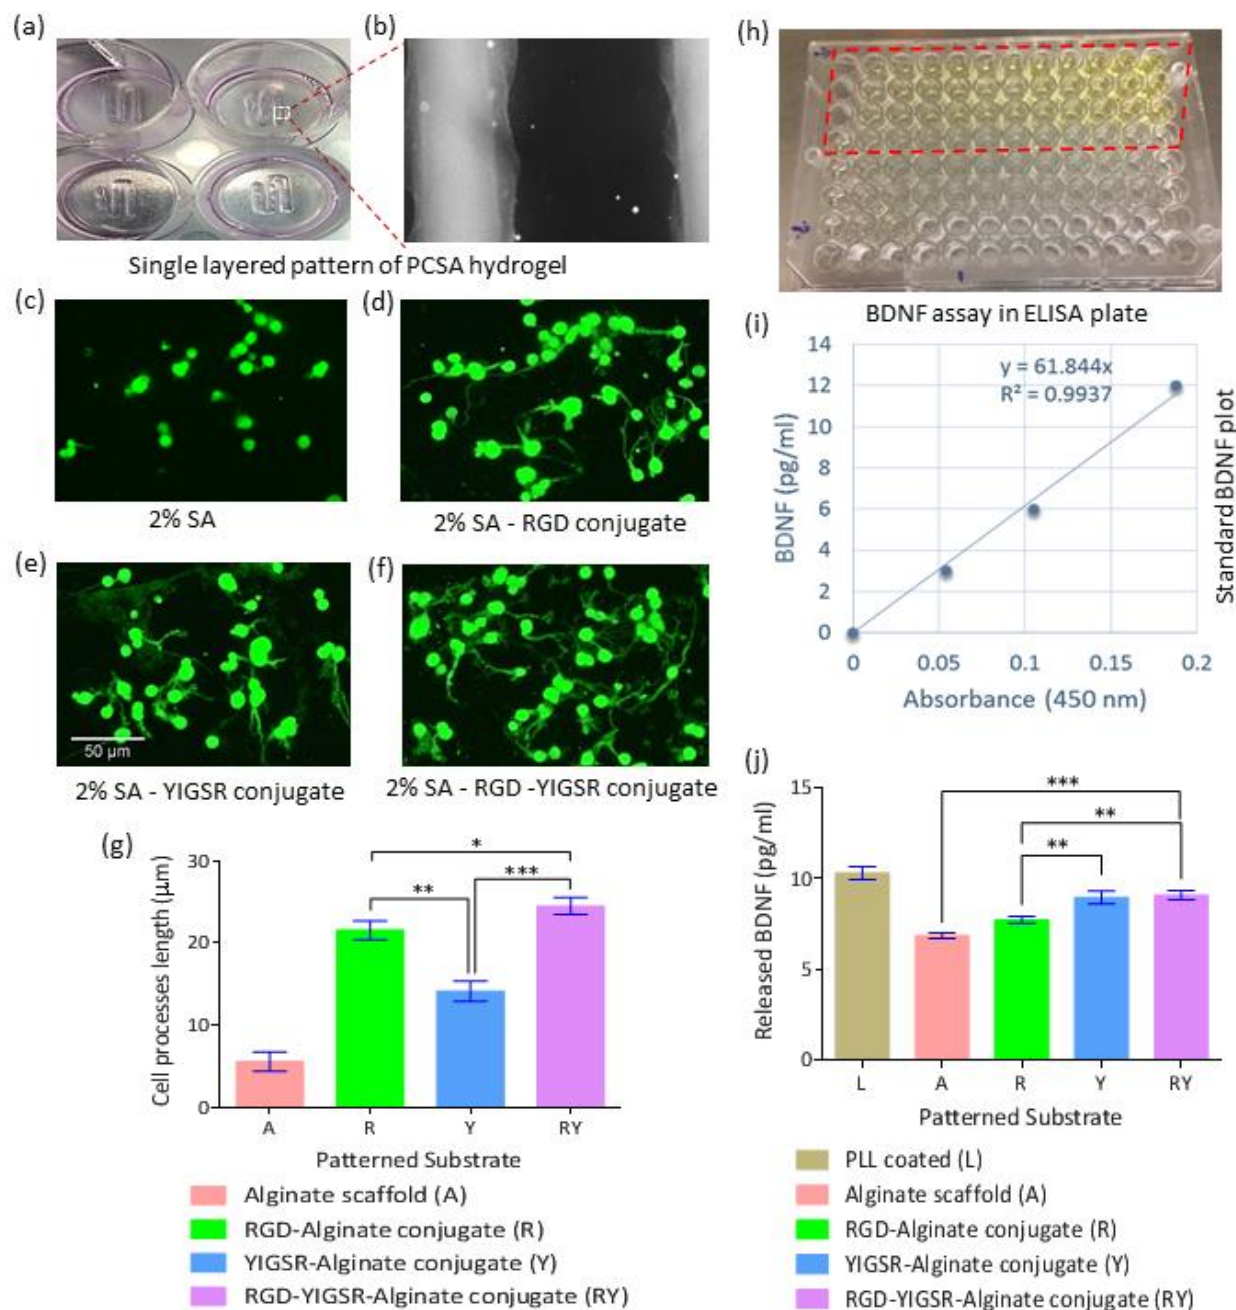 (a)
(b)
Single layered pattern of PCSA hydrogel
(c)
(d)
2% SA
2% SA - RGD conjugate
(e)
(f)
50 µm
2% SA - YIGSR conjugate
2% SA - RGD -YIGSR conjugate
(g)
Cell processes length (µm)
30
20
10
0
*
**
***
A
R
Y
RY
Patterned Substrate
Alginate scaffold (A)
RGD-Alginate conjugate (R)
YIGSR-Alginate conjugate (Y)
RGD-YIGSR-Alginate conjugate (RY)
(h)
BDNF assay in ELISA plate
(i)
BDNF (pg/ml)
14
12
10
8
6
4
2
0
y = 61.844x
R² = 0.9937
0
0.05
0.1
0.15
0.2
Absorbance (450 nm)
Standard BDNF plot
(j)
Released BDNF (pg/ml)
15
10
5
0
***
**
**
L
A
R
Y
RY
Patterned Substrate
PLL coated (L)
Alginate scaffold (A)
RGD-Alginate conjugate (R)
YIGSR-Alginate conjugate (Y)
RGD-YIGSR-Alginate conjugate (RY)